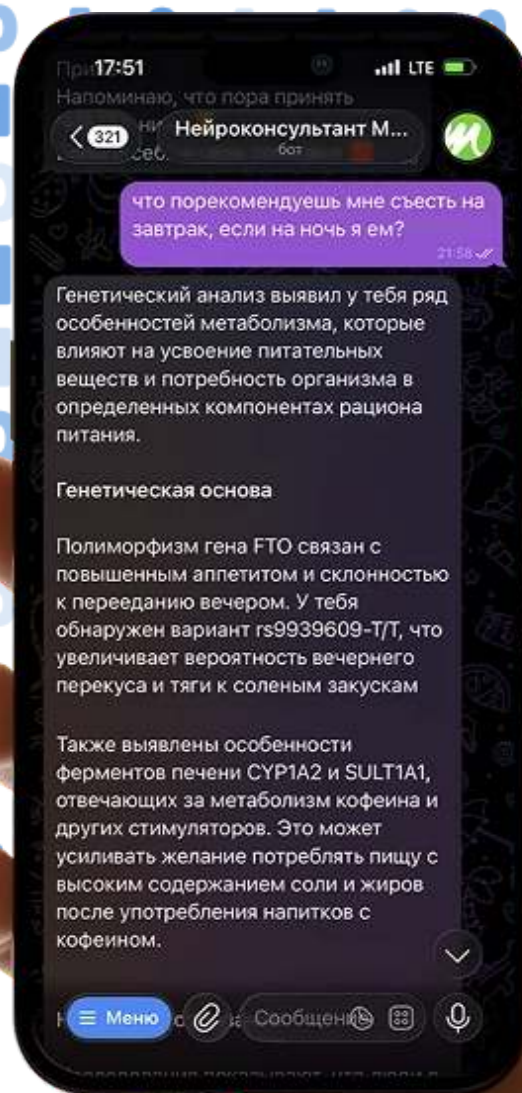 17:51
LTE
Напоминаю, что пора принять
321
Нейроконсультант М...
бот
что порекомендуешь мне съесть на
завтрак, если на ночь я ем?
21:58
Генетический анализ выявил у тебя ряд
особенностей метаболизма, которые
влияют на усвоение питательных
веществ и потребность организма в
определенных компонентах рациона
питания.
Генетическая основа
Полиморфизм гена FTO связан с
повышенным аппетитом и склонностью
к перееданию вечером. У тебя
обнаружен вариант rs9939609-T/T, что
увеличивает вероятность вечернего
перекуса и тяги к соленым закускам
Также выявлены особенности
ферментов печени CYP1A2 и SULT1A1,
отвечающих за метаболизм кофеина и
других стимуляторов. Это может
усиливать желание потреблять пищу с
высоким содержанием соли и жиров
после употребления напитков с
кофеином.
Меню
Сообщение